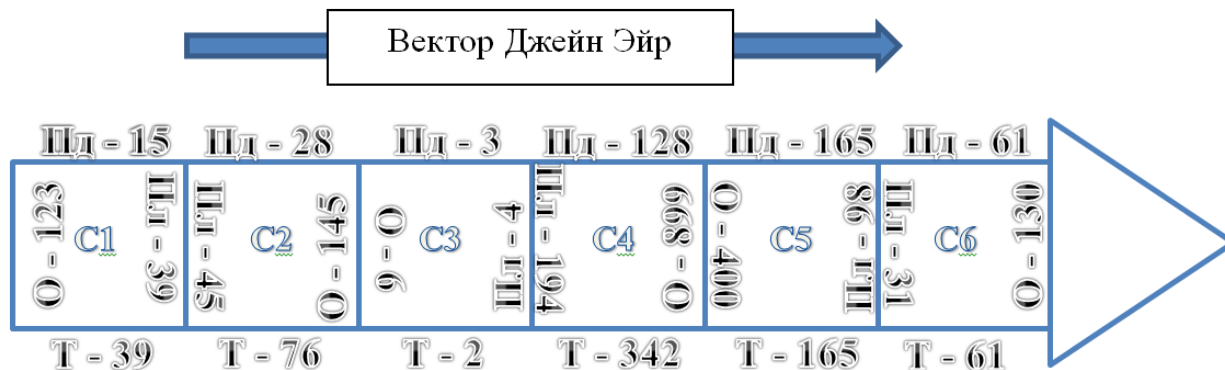 Вектор Джейн Эйр
Пд - 15 Пд - 28 Пд - 3 Пд - 128 Пд - 165 Пд - 61
О - 123 С1 Пл - 39 Пл - 45 С2 О - 145 О - 9 С3 Пл - 4 Пл - 194 С4 О - 899 О - 400 С5 Пл - 98 Пл - 31 С6 О - 130
Т - 39 Т - 76 Т - 2 Т - 342 Т - 165 Т - 61